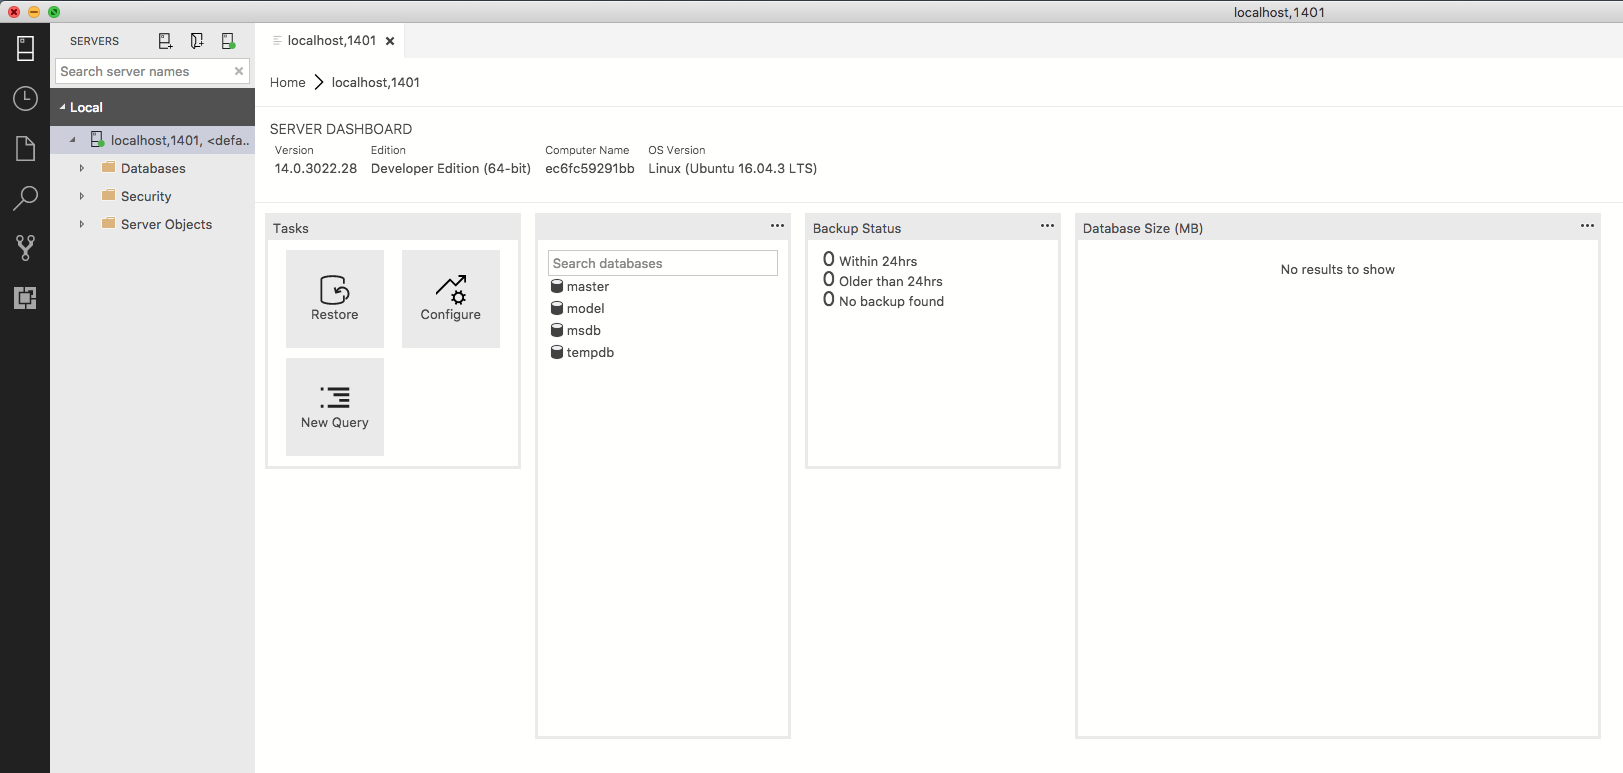 localhost,1401
SERVERS
Search server names
Local
localhost,1401, <defa..
Databases
Security
Server Objects
localhost,1401
Home localhost,1401
SERVER DASHBOARD
Version Edition Computer Name OS Version
14.0.3022.28 Developer Edition (64-bit) ec6fc59291bb Linux (Ubuntu 16.04.3 LTS)
Tasks
Restore
Configure
New Query
Search databases
master
model
msdb
tempdb
Backup Status
0 Within 24hrs
0 Older than 24hrs
0 No backup found
Database Size (MB)
No results to show